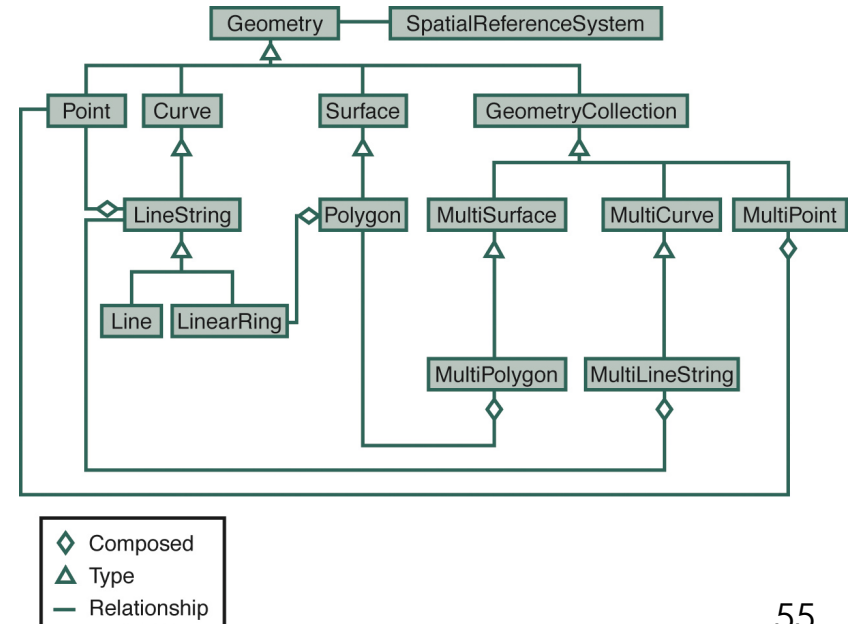 Geometry SpatialReferenceSystem
Point Curve Surface GeometryCollection
LineString Polygon MultiSurface MultiCurve MultiPoint
Line LinearRing
MultiPolygon MultiLineString
Composed
Type
Relationship
55